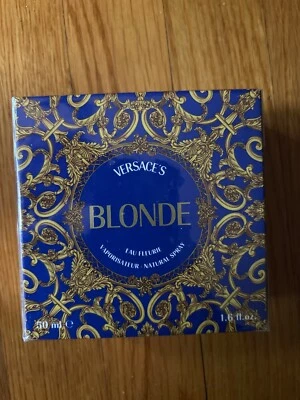 VERSACE'S
BLONDE
EAU FLEURIE
VAPORISATEUR · NATURAL SPRAY
50 ml ℮
1.6 fl.oz.